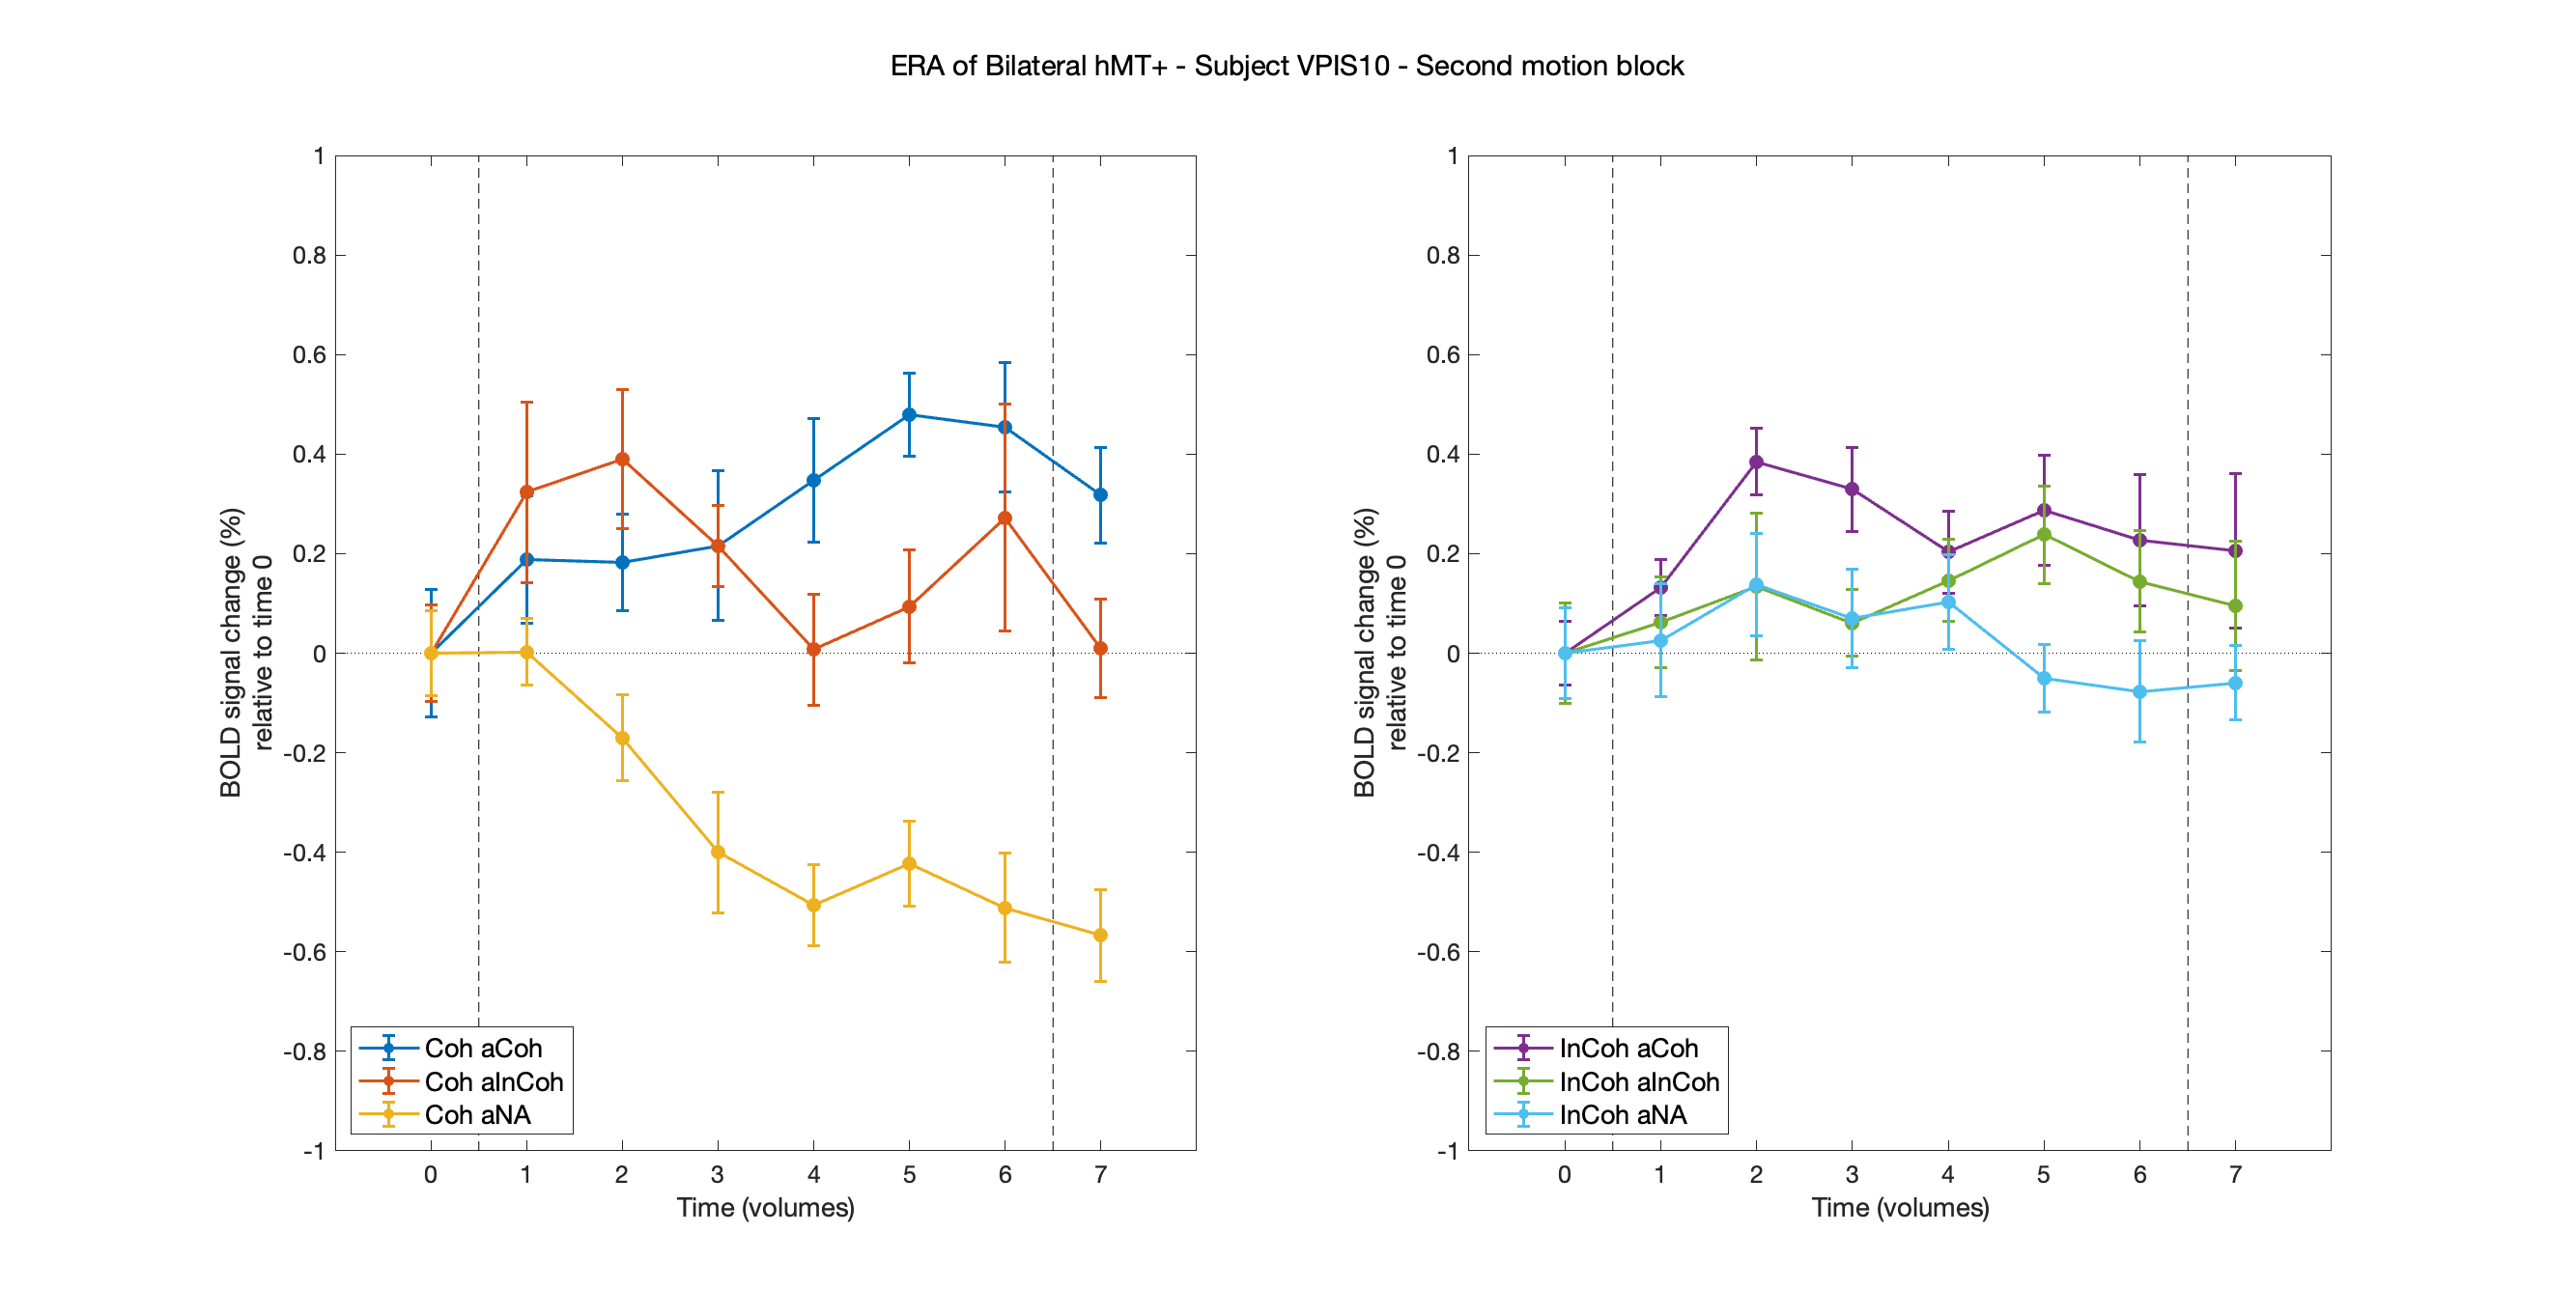 ERA of Bilateral hMT+ - Subject VPIS10 - Second motion block
BOLD signal change (%)
relative to time 0
1
0.8
0.6
0.4
0.2
0
-0.2
-0.4
-0.6
-0.8
-1
Coh aCoh
Coh aInCoh
Coh aNA
0 1 2 3 4 5 6 7
Time (volumes)
BOLD signal change (%)
relative to time 0
1
0.8
0.6
0.4
0.2
0
-0.2
-0.4
-0.6
-0.8
-1
InCoh aCoh
InCoh aInCoh
InCoh aNA
0 1 2 3 4 5 6 7
Time (volumes)